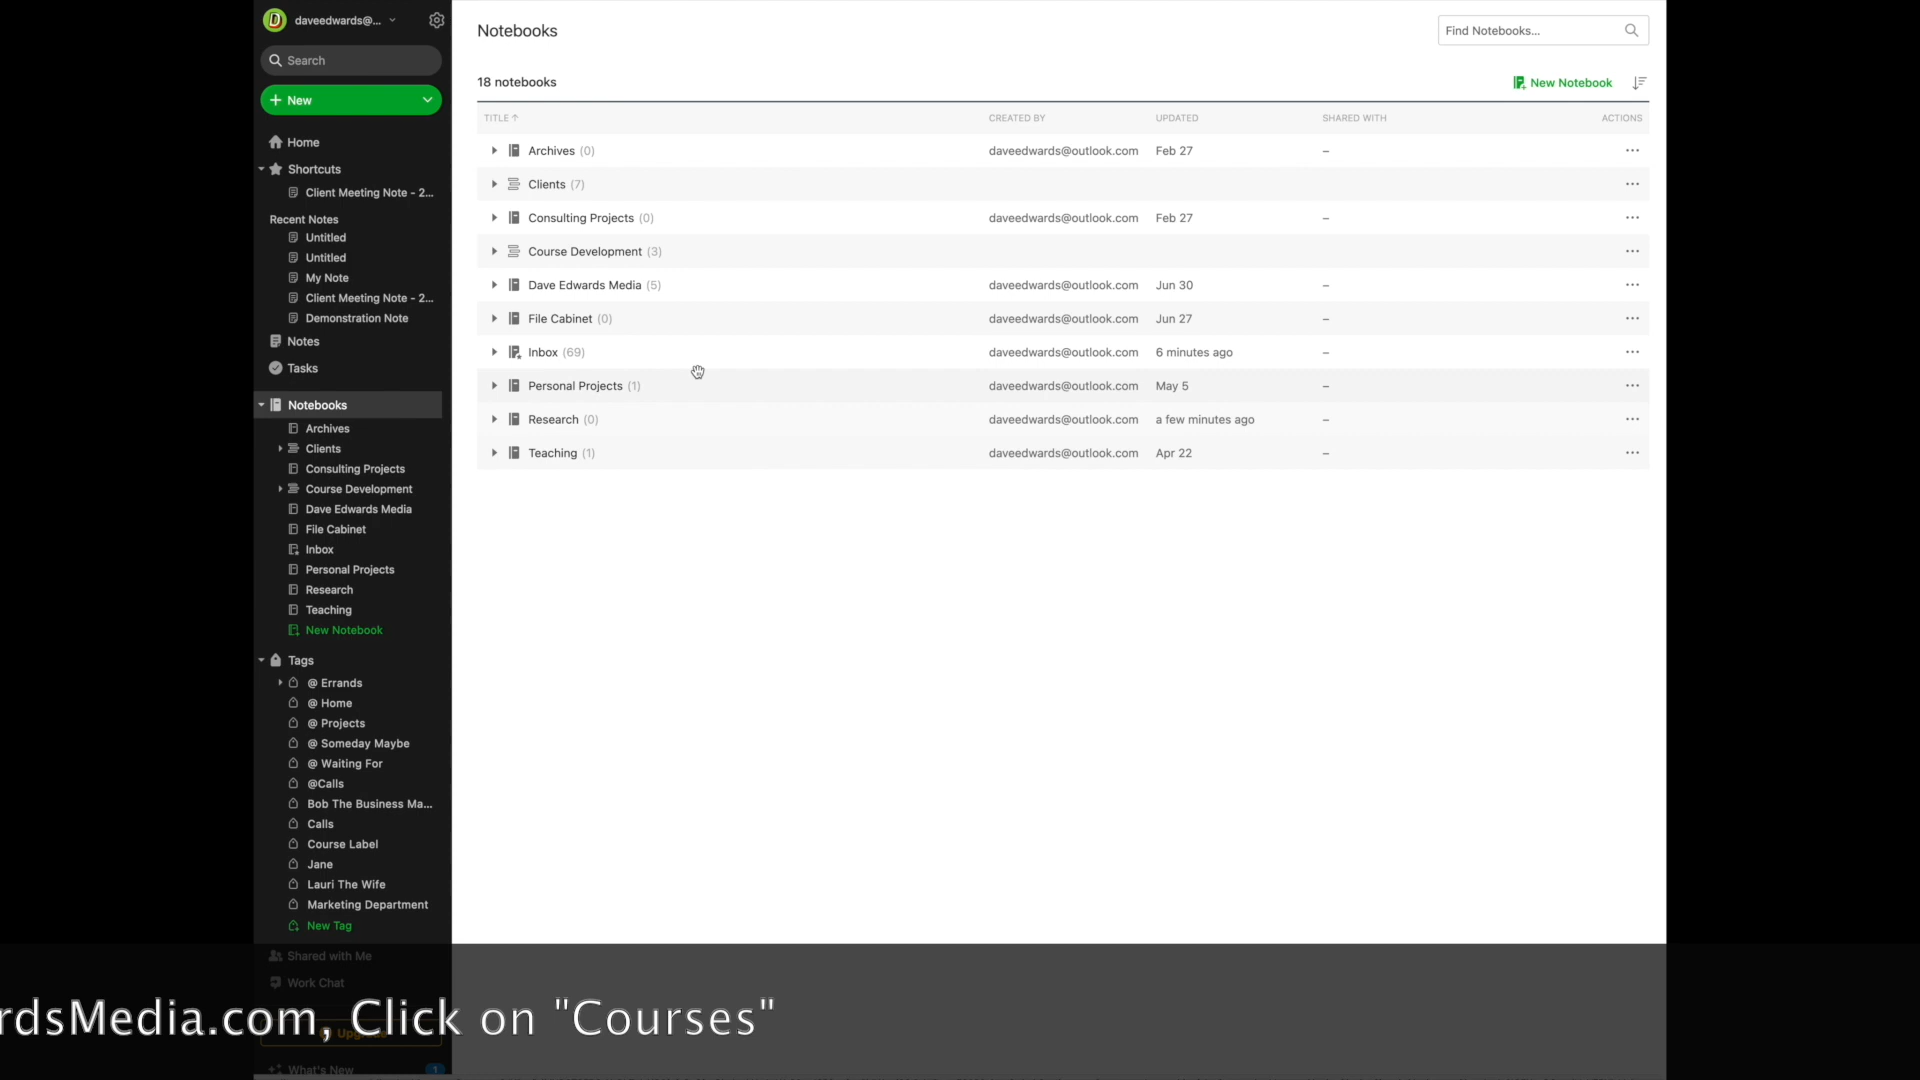 daveedwards@...
Search
New
Home
Shortcuts
Client Meeting Note - 2...
Recent Notes
Untitled
Untitled
My Note
Client Meeting Note - 2...
Demonstration Note
Notes
Tasks
Notebooks
Archives
Clients
Consulting Projects
Course Development
Dave Edwards Media
File Cabinet
Inbox
Personal Projects
Research
Teaching
New Notebook
Tags
@ Errands
@ Home
@ Projects
@ Someday Maybe
@ Waiting For
@Calls
Bob The Business Ma...
Calls
Course Label
Jane
Lauri The Wife
Marketing Department
New Tag
Shared with Me
Work Chat
Upgrade
What's New 1
Notebooks
Find Notebooks...
18 notebooks
New Notebook
TITLE CREATED BY UPDATED SHARED WITH ACTIONS
Archives (0) daveedwards@outlook.com Feb 27 –
Clients (7)
Consulting Projects (0) daveedwards@outlook.com Feb 27 –
Course Development (3)
Dave Edwards Media (5) daveedwards@outlook.com Jun 30 –
File Cabinet (0) daveedwards@outlook.com Jun 27 –
Inbox (69) daveedwards@outlook.com 6 minutes ago –
Personal Projects (1) daveedwards@outlook.com May 5 –
Research (0) daveedwards@outlook.com a few minutes ago –
Teaching (1) daveedwards@outlook.com Apr 22 –
rdsMedia.com, Click on "Courses"